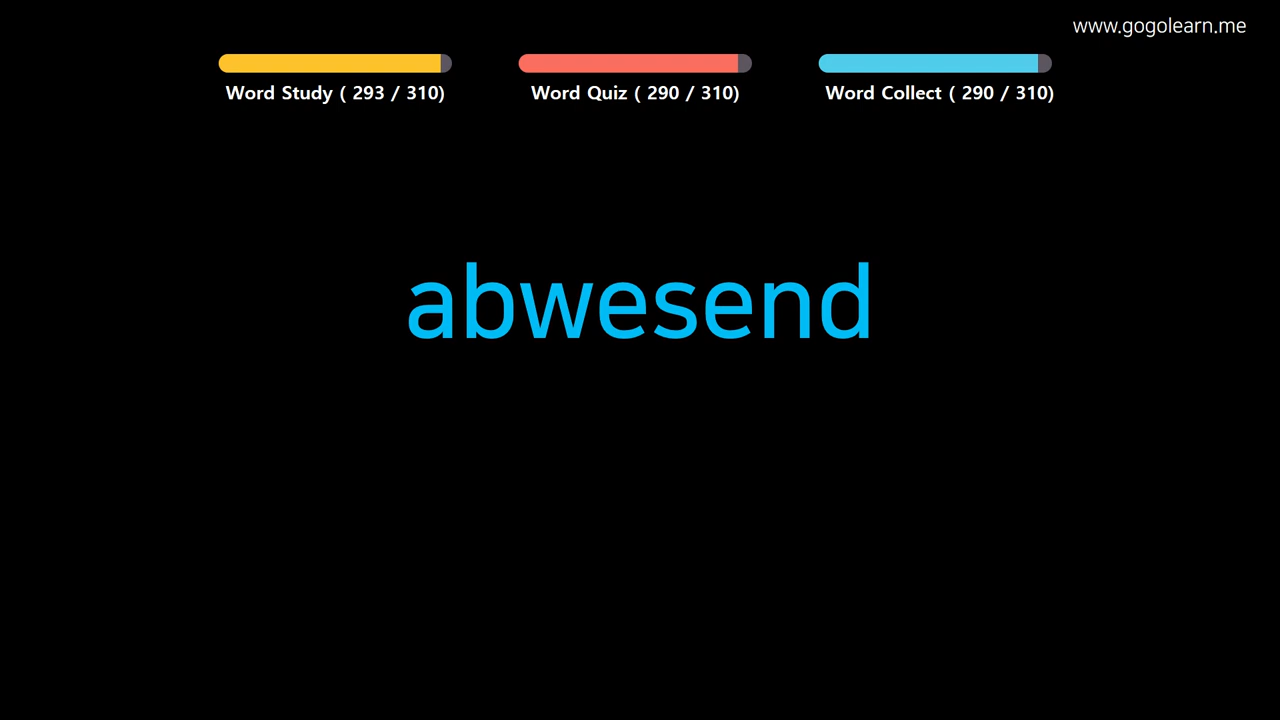 www.gogolearn.me
Word Study ( 293 / 310)
Word Quiz ( 290 / 310)
Word Collect ( 290 / 310)
abwesend